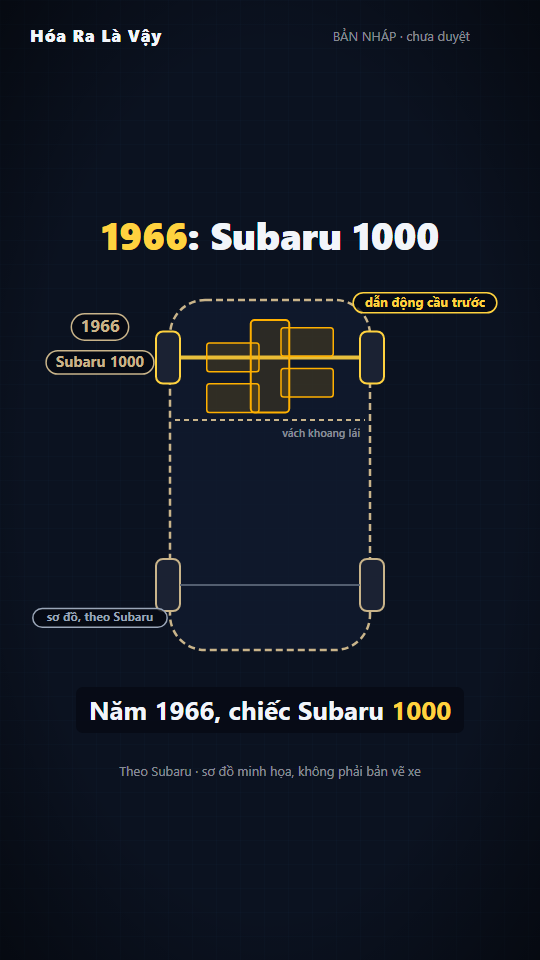 Hóa Ra Là Vậy
BẢN NHÁP · chưa duyệt
1966: Subaru 1000
dẫn động cầu trước
1966
Subaru 1000
vách khoang lái
sơ đồ, theo Subaru
Năm 1966, chiếc Subaru 1000
Theo Subaru · sơ đồ minh họa, không phải bản vẽ xe